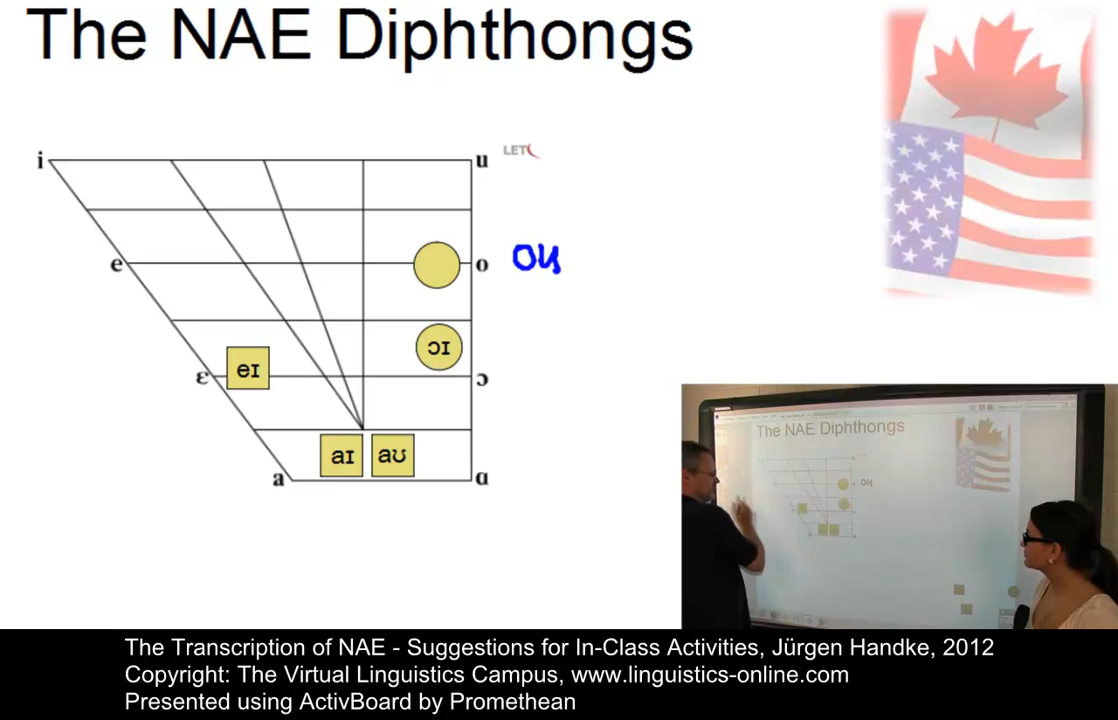 The NAE Diphthongs
i
u
LET
e
o
oʊ
ɔɪ
ɛ
eɪ
ɔ
aɪ
aʊ
a
ɑ
The NAE Diphthongs
oʊ
The Transcription of NAE - Suggestions for In-Class Activities, Jürgen Handke, 2012
Copyright: The Virtual Linguistics Campus, www.linguistics-online.com
Presented using ActivBoard by Promethean